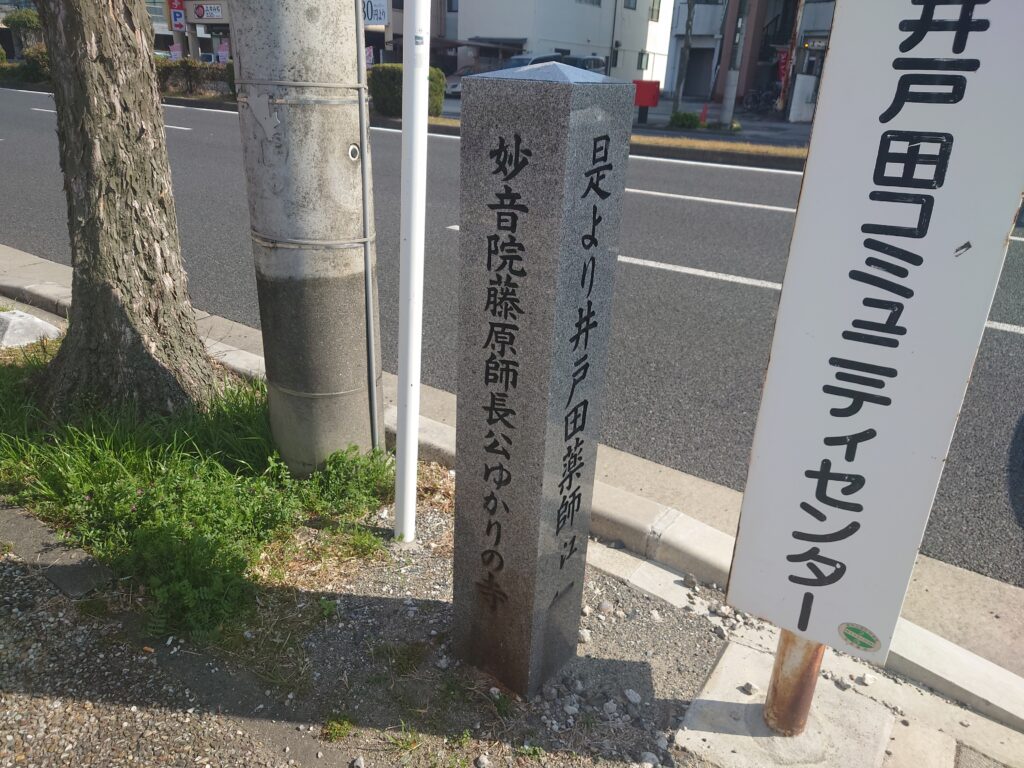 妙音院藤原師長公ゆかりの寺
是より井戸田薬師江
井戸田コミュニティセンター
P